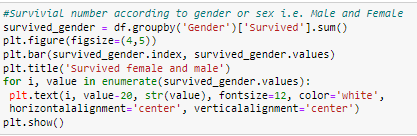 #Survivial number according to gender or sex i.e. Male and Female
survived_gender = df.groupby('Gender')['Survived'].sum()
plt.figure(figsize=(4,5))
plt.bar(survived_gender.index, survived_gender.values)
plt.title('Survived female and male')
for i, value in enumerate(survived_gender.values):
 plt.text(i, value-20, str(value), fontsize=12, color='white',
 horizontalalignment='center', verticalalignment='center')
plt.show()